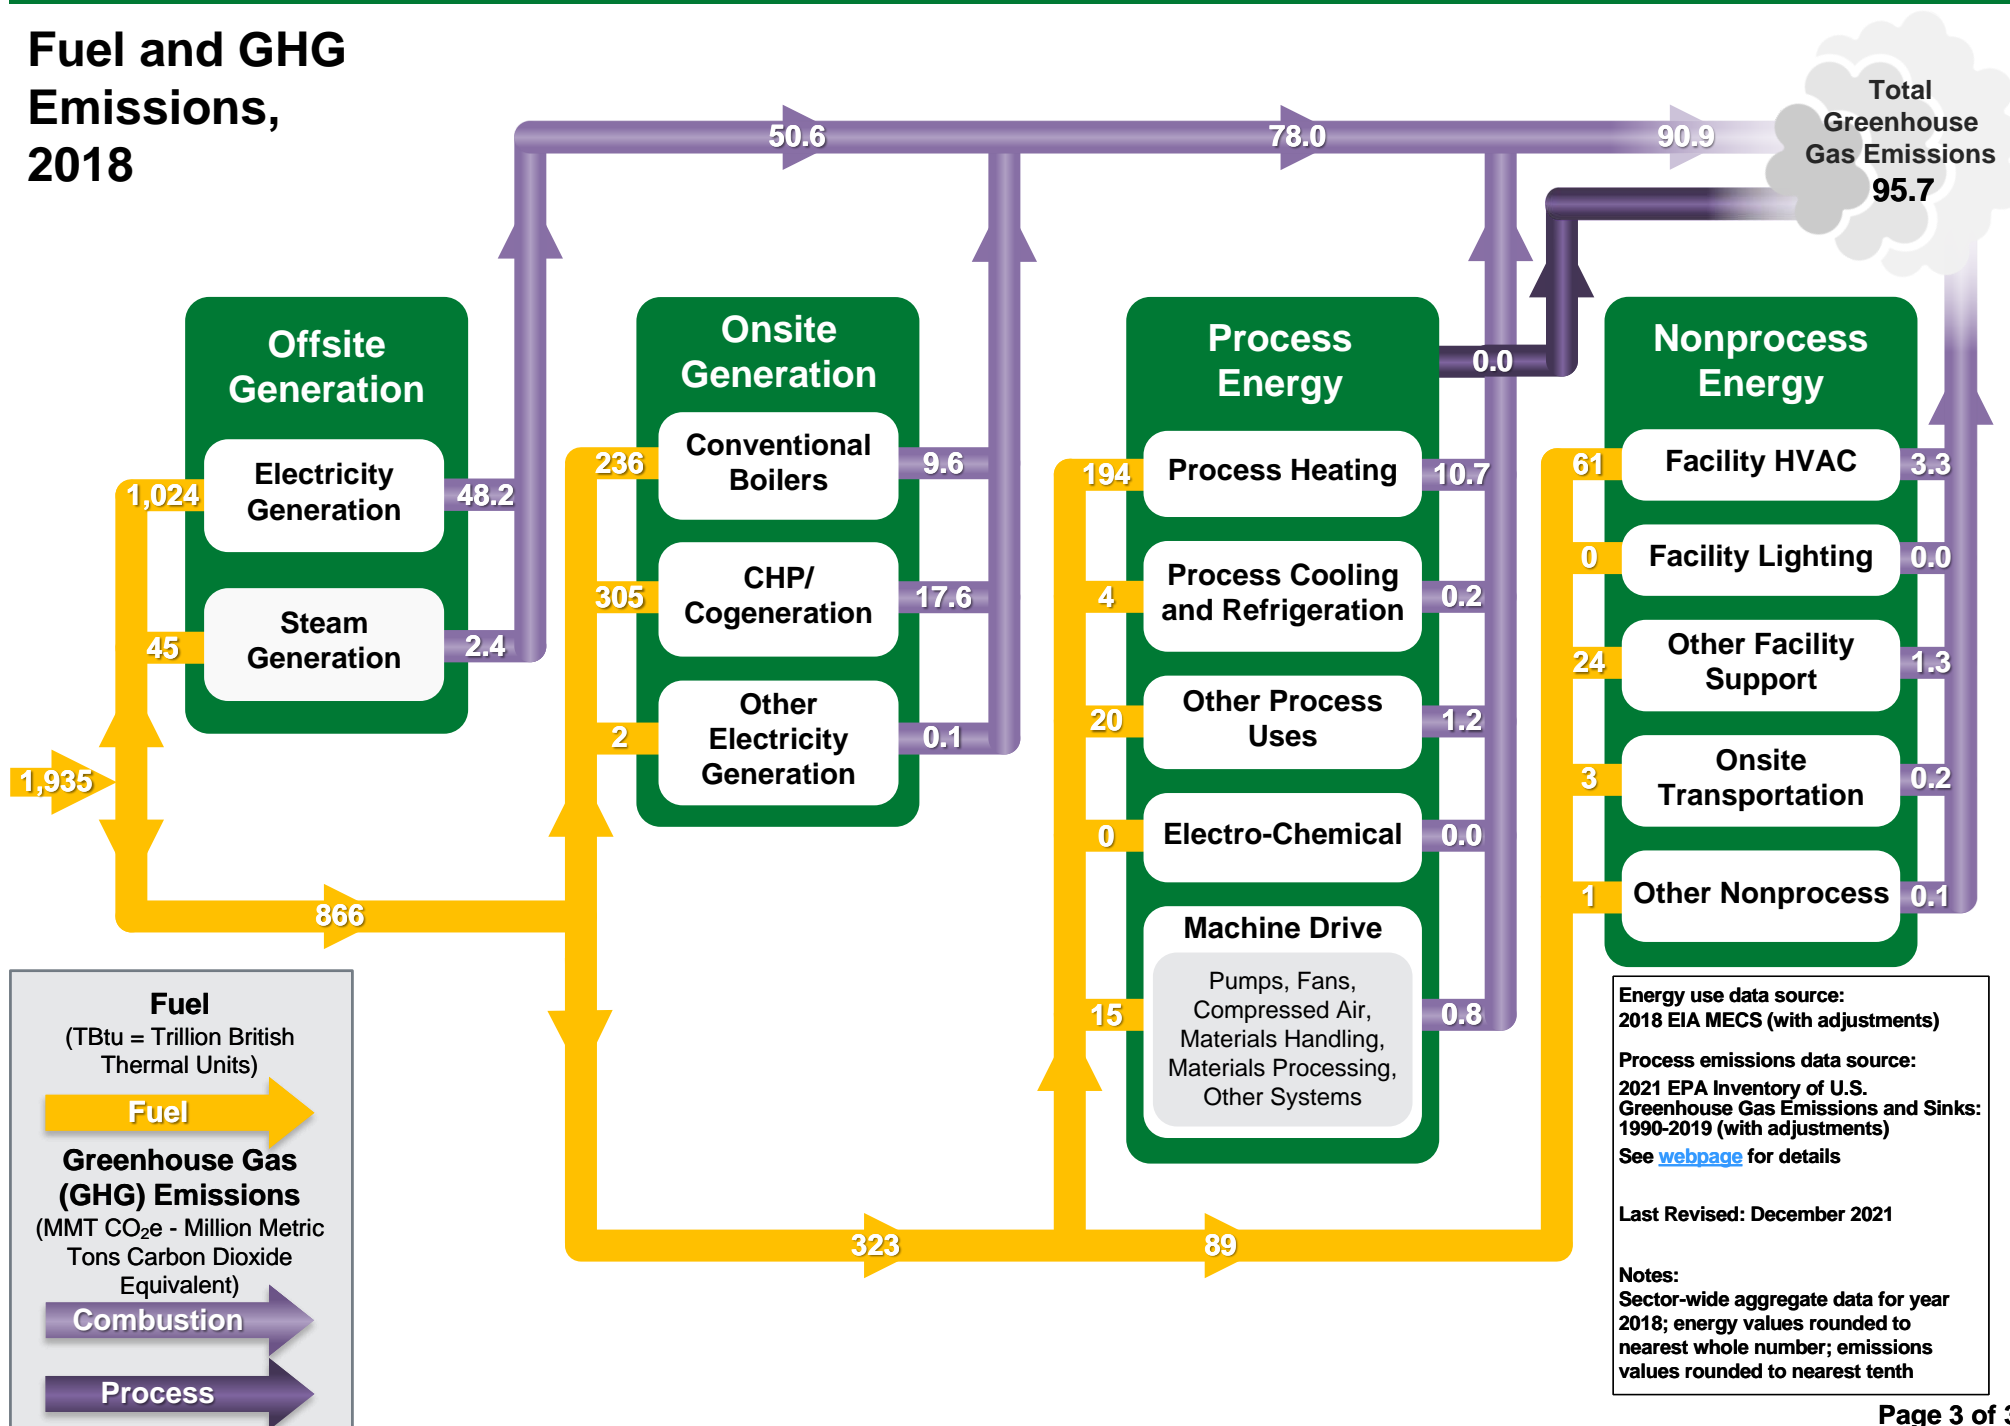 Fuel and GHG
Emissions,
2018
50.6
78.0
90.9
Total
Greenhouse
Gas Emissions
95.7
Offsite
Generation
1,024
Electricity
Generation
48.2
45
Steam
Generation
2.4
1,935
866
Onsite
Generation
236
Conventional
Boilers
9.6
305
CHP/
Cogeneration
17.6
2
Other
Electricity
Generation
0.1
323
Process
Energy
0.0
194
Process Heating
10.7
4
Process Cooling
and Refrigeration
0.2
20
Other Process
Uses
1.2
0
Electro-Chemical
0.0
Machine Drive
15
Pumps, Fans,
Compressed Air,
Materials Handling,
Materials Processing,
Other Systems
0.8
89
Nonprocess
Energy
61
Facility HVAC
3.3
0
Facility Lighting
0.0
24
Other Facility
Support
1.3
3
Onsite
Transportation
0.2
1
Other Nonprocess
0.1
Fuel
(TBtu = Trillion British
Thermal Units)
Fuel
Greenhouse Gas
(GHG) Emissions
(MMT CO₂e - Million Metric
Tons Carbon Dioxide
Equivalent)
Combustion
Process
Energy use data source:
2018 EIA MECS (with adjustments)
Process emissions data source:
2021 EPA Inventory of U.S.
Greenhouse Gas Emissions and Sinks:
1990-2019 (with adjustments)
See webpage for details
Last Revised: December 2021
Notes:
Sector-wide aggregate data for year
2018; energy values rounded to
nearest whole number; emissions
values rounded to nearest tenth
Page 3 of 3